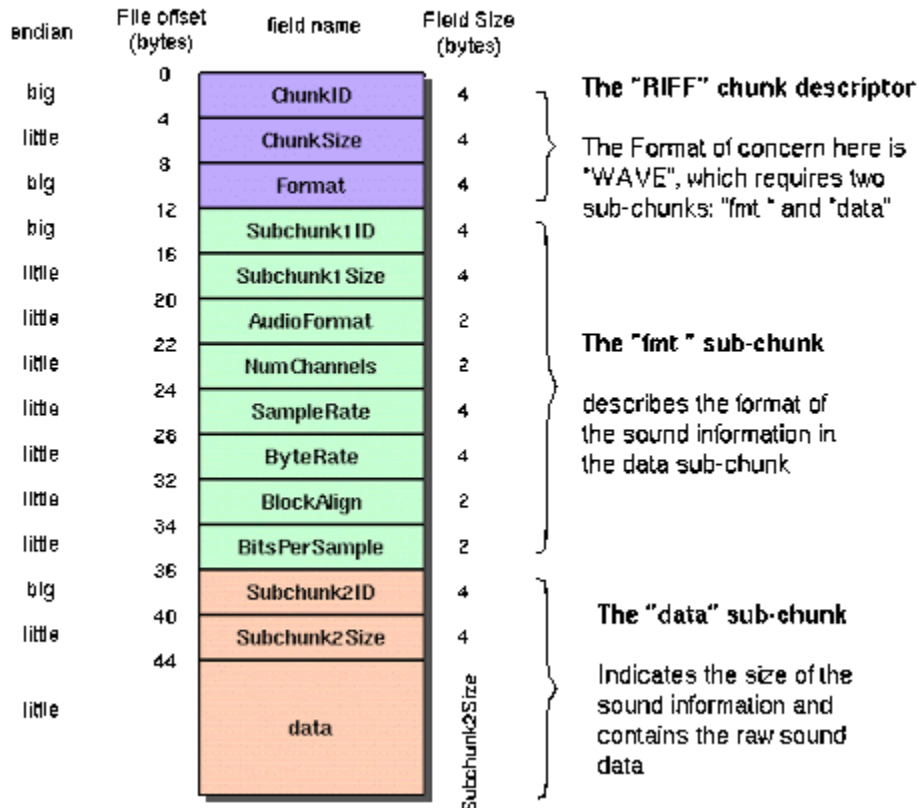 endian File offset (bytes) field name Field Size (bytes)
0
big ChunkID 4
4
little ChunkSize 4
8
big Format 4
12
big Subchunk1ID 4
16
little Subchunk1Size 4
20
little AudioFormat 2
22
little NumChannels 2
24
little SampleRate 4
28
little ByteRate 4
32
little BlockAlign 2
34
little BitsPerSample 2
36
big Subchunk2ID 4
40
little Subchunk2Size 4
44
little data Subchunk2Size
The "RIFF" chunk descriptor
The Format of concern here is
"WAVE", which requires two
sub-chunks: "fmt " and "data"
The "fmt " sub-chunk
describes the format of
the sound information in
the data sub-chunk
The "data" sub-chunk
Indicates the size of the
sound information and
contains the raw sound
data